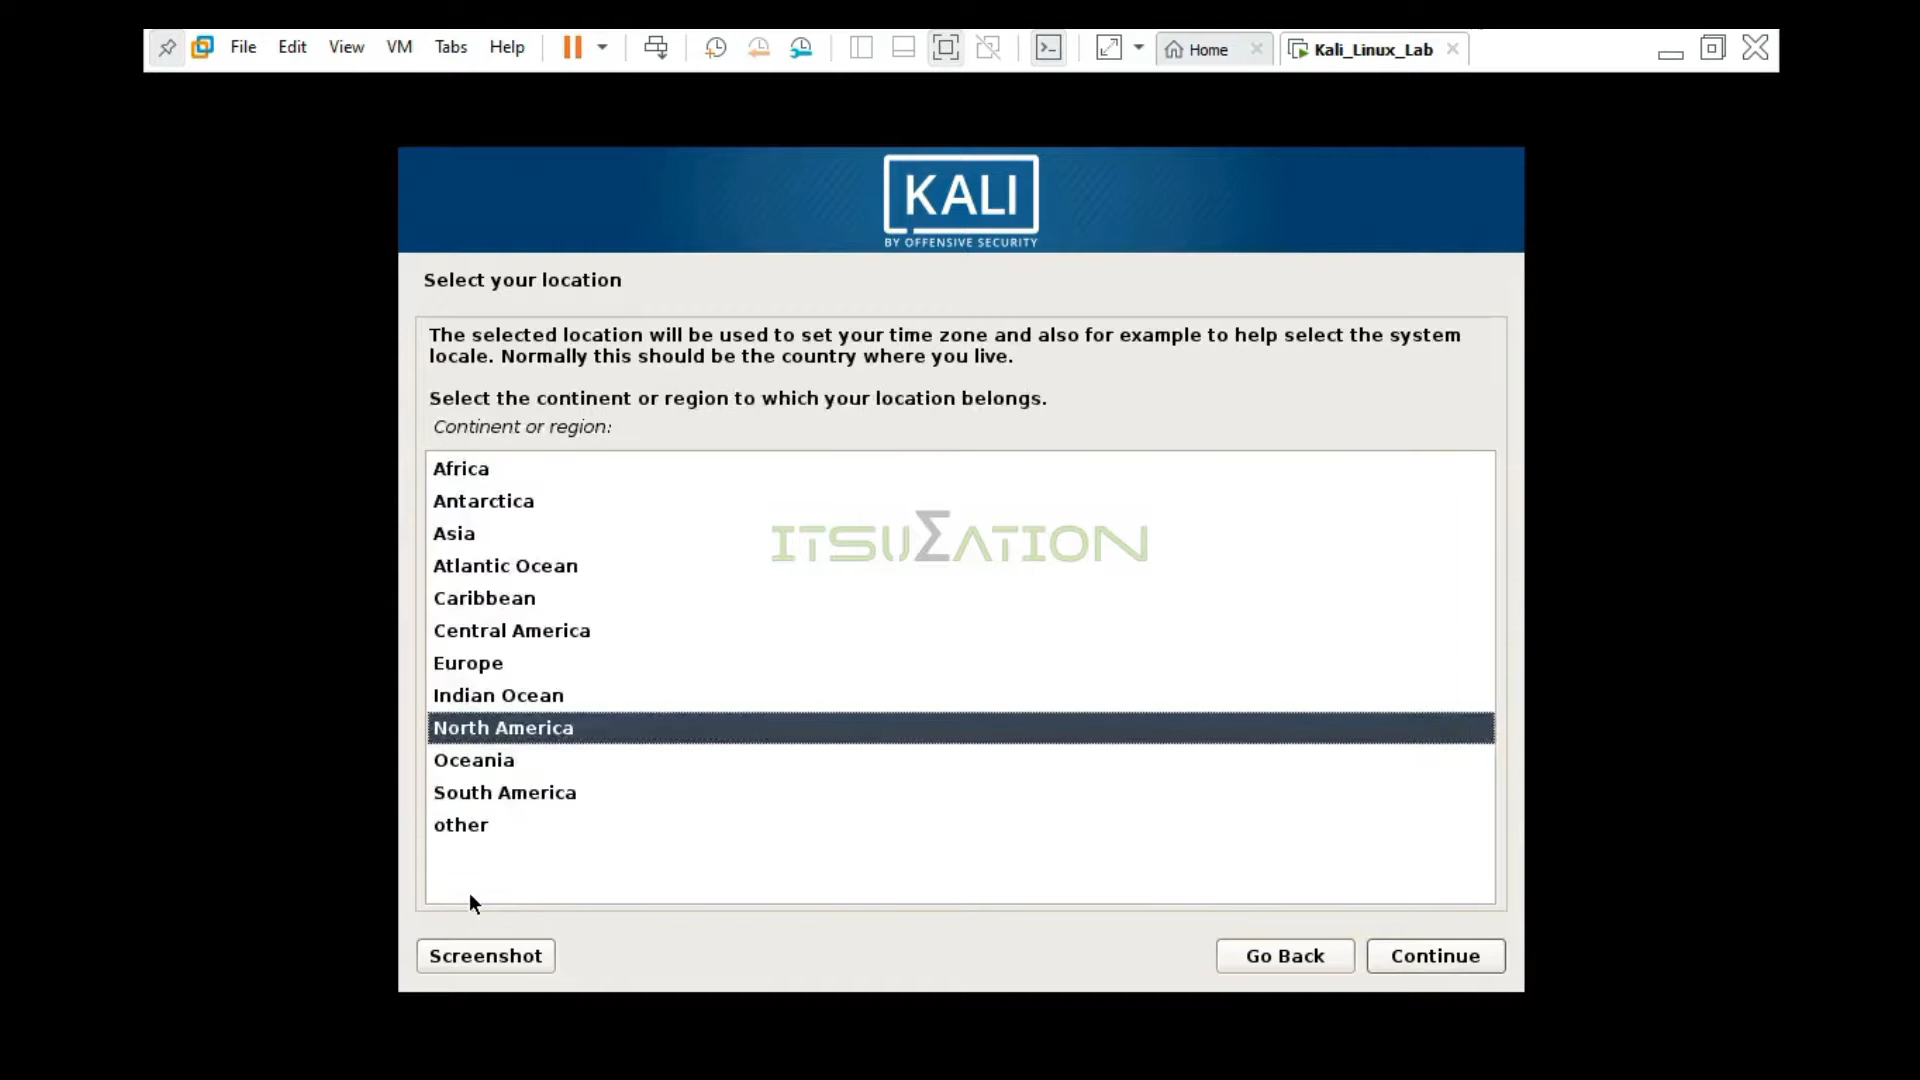 File Edit View VM Tabs Help Home Kali_Linux_Lab
KALI
BY OFFENSIVE SECURITY
Select your location
The selected location will be used to set your time zone and also for example to help select the system
locale. Normally this should be the country where you live.
Select the continent or region to which your location belongs.
Continent or region:
Africa
Antarctica
Asia
Atlantic Ocean
Caribbean
Central America
Europe
Indian Ocean
North America
Oceania
South America
other
ITSUΣATION
Screenshot Go Back Continue